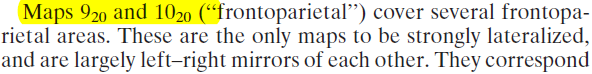 Maps 9₂₀ and 10₂₀ (“frontoparietal”) cover several frontopa-
rietal areas. These are the only maps to be strongly lateralized,
and are largely left–right mirrors of each other. They correspond